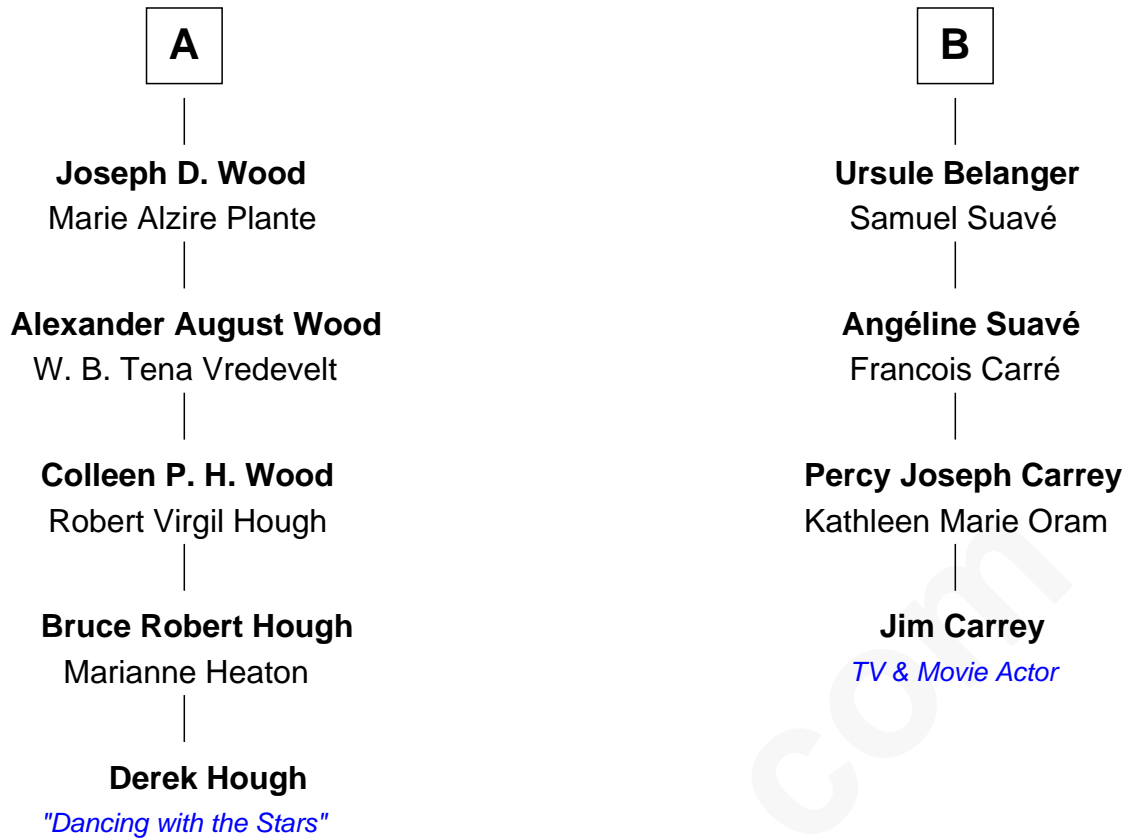 A
Joseph D. Wood
Marie Alzire Plante
Alexander August Wood
W. B. Tena Vredevelt
Colleen P. H. Wood
Robert Virgil Hough
Bruce Robert Hough
Marianne Heaton
Derek Hough
"Dancing with the Stars"
B
Ursule Belanger
Samuel Suavé
Angéline Suavé
Francois Carré
Percy Joseph Carrey
Kathleen Marie Oram
Jim Carrey
TV & Movie Actor
com